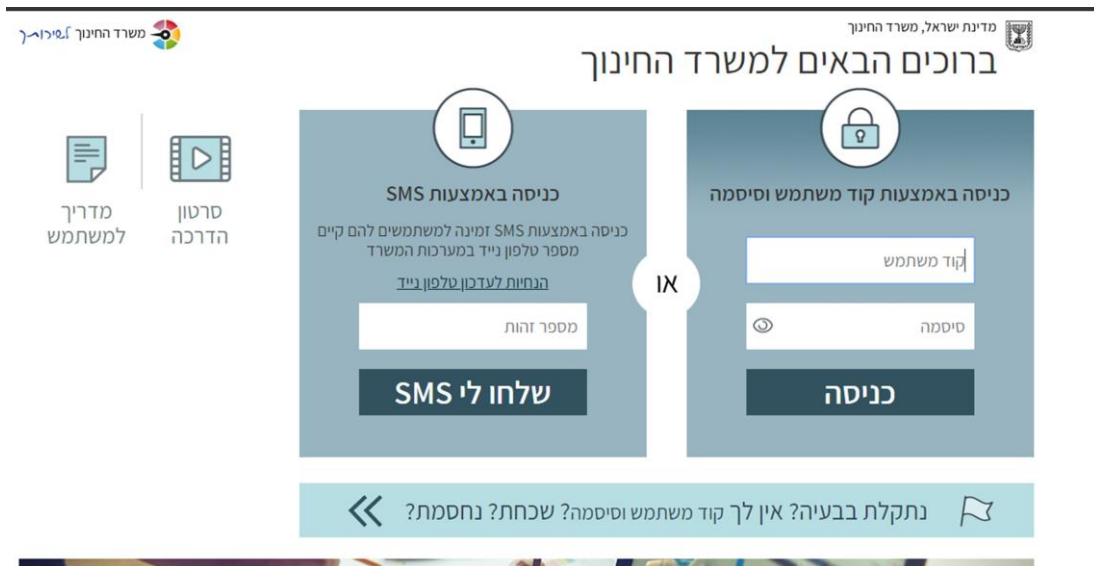 מדינת ישראל, משרד החינוך
ברוכים הבאים למשרד החינוך
משרד החינוך לשירותך
כניסה באמצעות קוד משתמש וסיסמה
קוד משתמש
סיסמה
כניסה
או
כניסה באמצעות SMS
כניסה באמצעות SMS זמינה למשתמשים להם קיים
מספר טלפון נייד במערכות המשרד
הנחיות לעדכון טלפון נייד
מספר זהות
שלחו לי SMS
סרטון
הדרכה
מדריך
למשתמש
נתקלת בבעיה? אין לך קוד משתמש וסיסמה? שכחת? נחסמת?